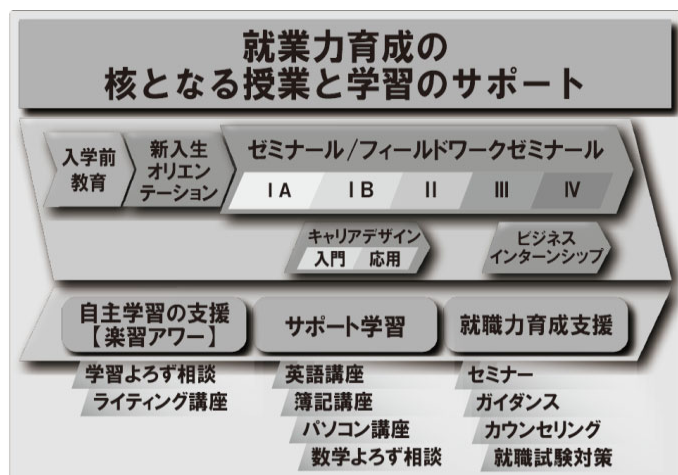 就業力育成の
核となる授業と学習のサポート
入学前
教育
新入生
オリエン
テーション
ゼミナール/フィールドワークゼミナール
ⅠA ⅠB Ⅱ Ⅲ Ⅳ
キャリアデザイン
入門 応用
ビジネス
インターンシップ
自主学習の支援
【楽習アワー】
サポート学習
就職力育成支援
学習よろず相談
ライティング講座
英語講座
簿記講座
パソコン講座
数学よろず相談
セミナー
ガイダンス
カウンセリング
就職試験対策